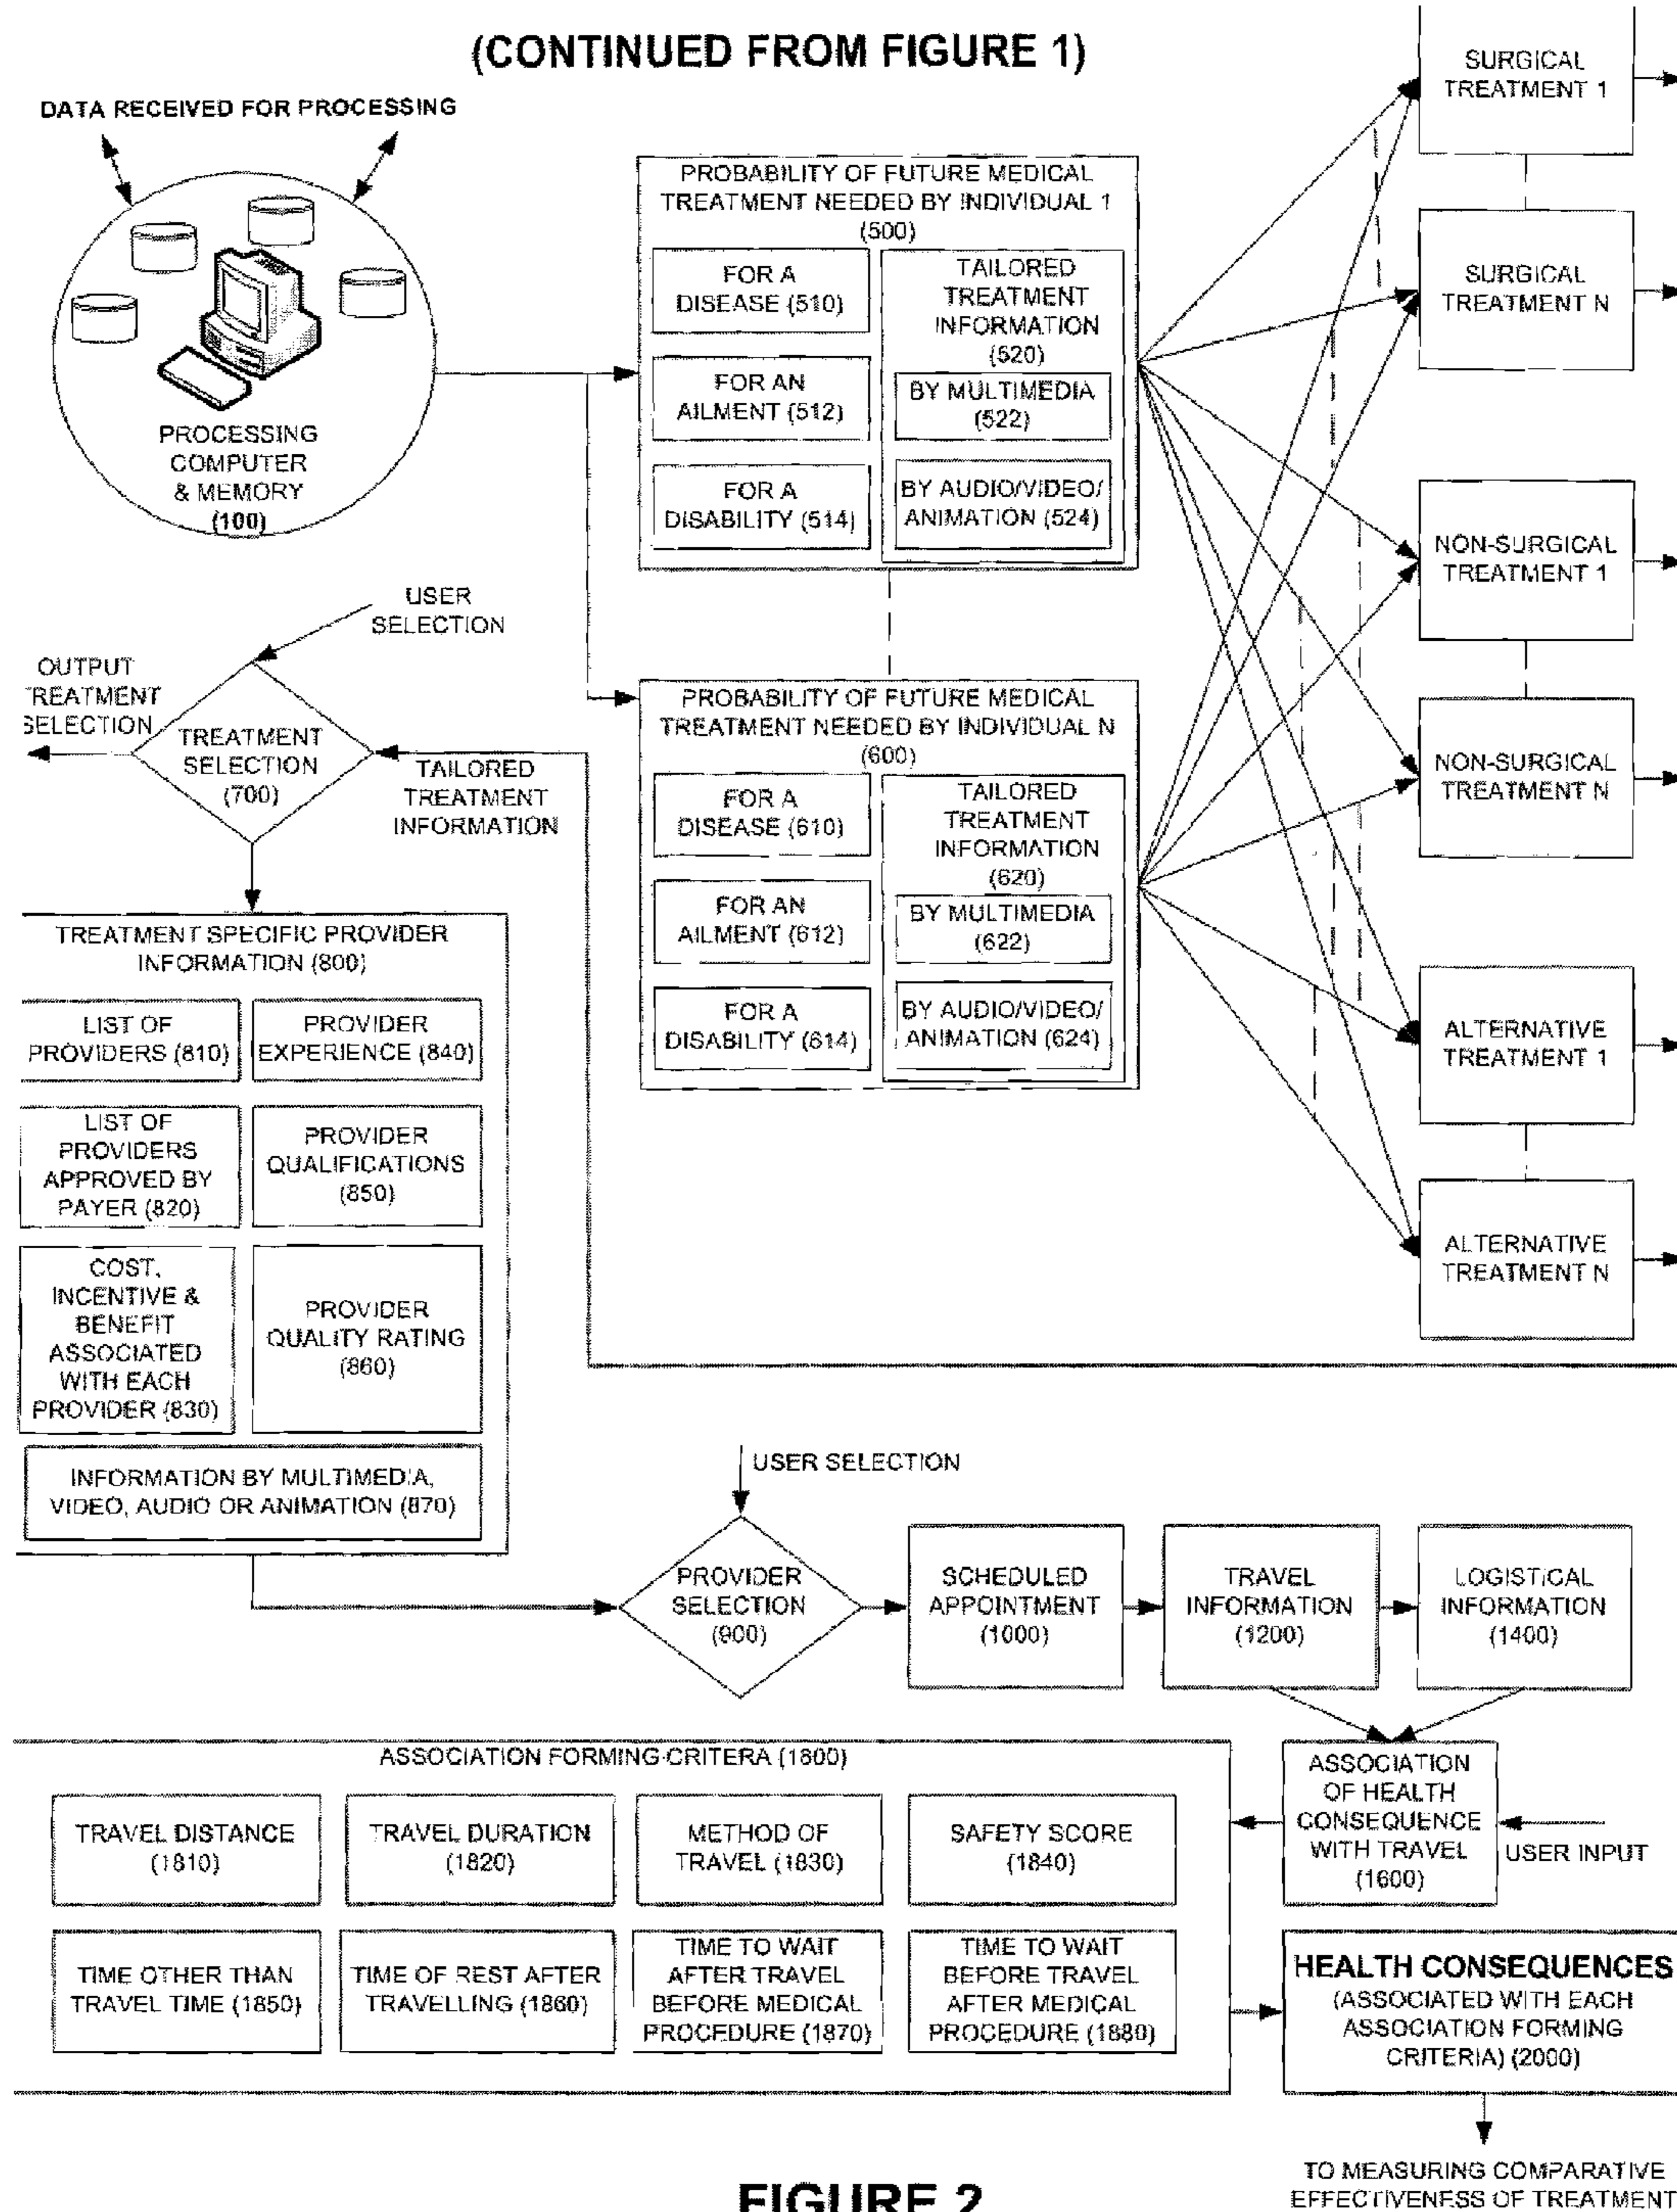 (CONTINUED FROM FIGURE 1)
DATA RECEIVED FOR PROCESSING
PROCESSING
COMPUTER
& MEMORY
(100)
PROBABILITY OF FUTURE MEDICAL
TREATMENT NEEDED BY INDIVIDUAL 1
(500)
FOR A
DISEASE (510)
FOR AN
AILMENT (512)
FOR A
DISABILITY (514)
TAILORED
TREATMENT
INFORMATION
(520)
BY MULTIMEDIA
(522)
BY AUDIO/VIDEO/
ANIMATION (524)
SURGICAL
TREATMENT 1
SURGICAL
TREATMENT N
NON-SURGICAL
TREATMENT 1
NON-SURGICAL
TREATMENT N
ALTERNATIVE
TREATMENT 1
ALTERNATIVE
TREATMENT N
USER
SELECTION
OUTPUT
TREATMENT
SELECTION
TREATMENT
SELECTION
(700)
TAILORED
TREATMENT
INFORMATION
PROBABILITY OF FUTURE MEDICAL
TREATMENT NEEDED BY INDIVIDUAL N
(600)
FOR A
DISEASE (610)
FOR AN
AILMENT (612)
FOR A
DISABILITY (614)
TAILORED
TREATMENT
INFORMATION
(620)
BY MULTIMEDIA
(622)
BY AUDIO/VIDEO/
ANIMATION (624)
TREATMENT SPECIFIC PROVIDER
INFORMATION (800)
LIST OF
PROVIDERS (810)
PROVIDER
EXPERIENCE (840)
LIST OF
PROVIDERS
APPROVED BY
PAYER (820)
PROVIDER
QUALIFICATIONS
(850)
COST,
INCENTIVE &
BENEFIT
ASSOCIATED
WITH EACH
PROVIDER (830)
PROVIDER
QUALITY RATING
(860)
INFORMATION BY MULTIMEDIA,
VIDEO, AUDIO OR ANIMATION (870)
USER SELECTION
PROVIDER
SELECTION
(900)
SCHEDULED
APPOINTMENT
(1000)
TRAVEL
INFORMATION
(1200)
LOGISTICAL
INFORMATION
(1400)
ASSOCIATION
OF HEALTH
CONSEQUENCE
WITH TRAVEL
(1600)
USER INPUT
ASSOCIATION FORMING CRITERA (1800)
TRAVEL DISTANCE
(1810)
TRAVEL DURATION
(1820)
METHOD OF
TRAVEL (1830)
SAFETY SCORE
(1840)
TIME OTHER THAN
TRAVEL TIME (1850)
TIME OF REST AFTER
TRAVELLING (1860)
TIME TO WAIT
AFTER TRAVEL
BEFORE MEDICAL
PROCEDURE (1870)
TIME TO WAIT
BEFORE TRAVEL
AFTER MEDICAL
PROCEDURE (1880)
HEALTH CONSEQUENCES
(ASSOCIATED WITH EACH
ASSOCIATION FORMING
CRITERIA) (2000)
TO MEASURING COMPARATIVE
EFFECTIVENESS OF TREATMENT
FIGURE 2